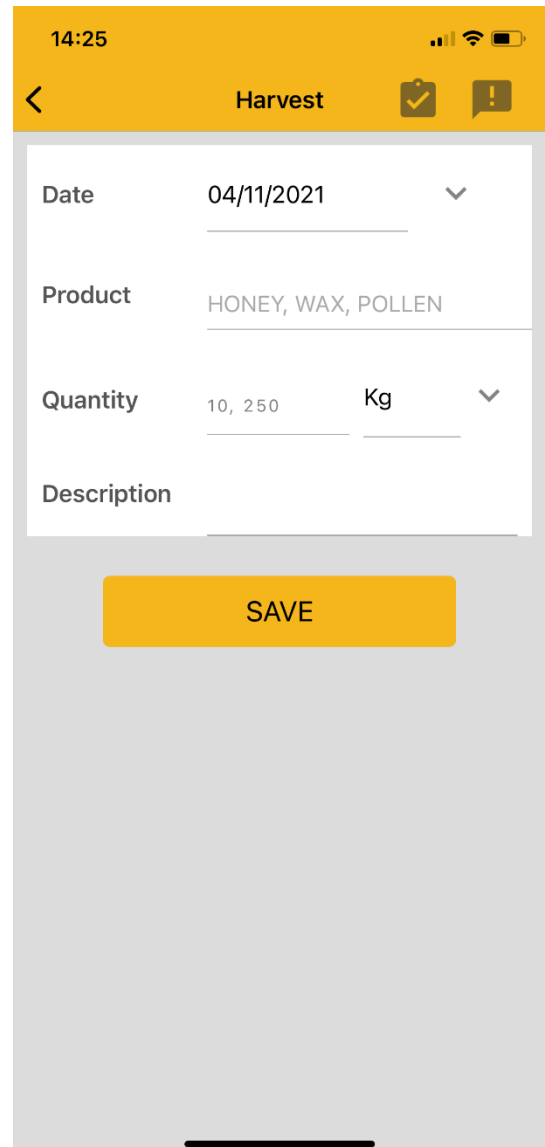 14:25
Harvest
Date 04/11/2021
Product HONEY, WAX, POLLEN
Quantity 10, 250 Kg
Description
SAVE